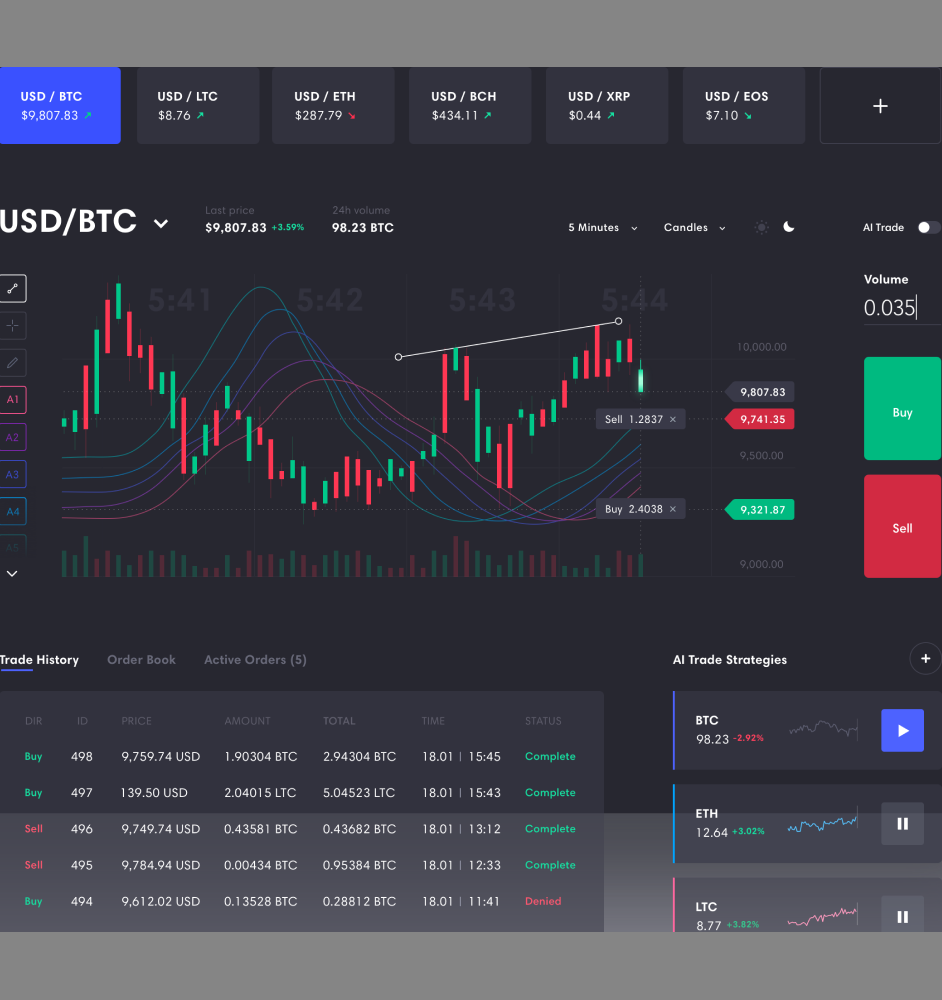 USD / BTC
$9,807.83
USD / LTC
$8.76
USD / ETH
$287.79
USD / BCH
$434.11
USD / XRP
$0.44
USD / EOS
$7.10
+
USD/BTC
Last price
$9,807.83 +3.59%
24h volume
98.23 BTC
5 Minutes
Candles
AI Trade
5:41 5:42 5:43 5:44
A1
A2
A3
A4
A5
10,000.00
9,807.83
Sell 1.2837 ×
9,741.35
9,500.00
Buy 2.4038 ×
9,321.87
9,000.00
Volume
0.035
Buy
Sell
Trade History Order Book Active Orders (5)
DIR ID PRICE AMOUNT TOTAL TIME STATUS
Buy 498 9,759.74 USD 1.90304 BTC 2.94304 BTC 18.01 | 15:45 Complete
Buy 497 139.50 USD 2.04015 LTC 5.04523 LTC 18.01 | 15:43 Complete
Sell 496 9,749.74 USD 0.43581 BTC 0.43682 BTC 18.01 | 13:12 Complete
Sell 495 9,784.94 USD 0.00434 BTC 0.95384 BTC 18.01 | 12:33 Complete
Buy 494 9,612.02 USD 0.13528 BTC 0.28812 BTC 18.01 | 11:41 Denied
AI Trade Strategies +
BTC
98.23 -2.92%
ETH
12.64 +3.02%
LTC
8.77 +3.82%